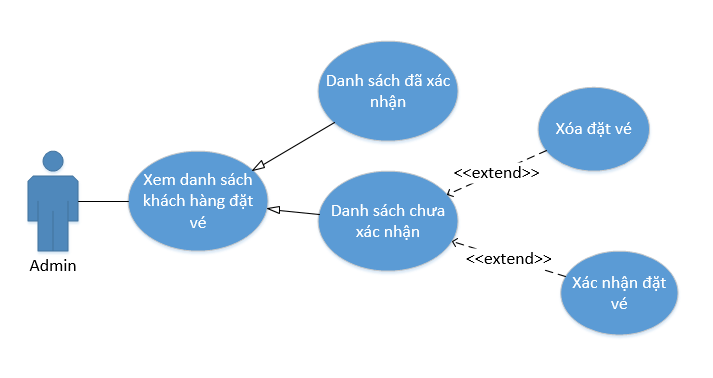 Danh sách đã xác
nhận
Xóa đặt vé
<<extend>>
Xem danh sách
khách hàng đặt
vé
Danh sách chưa
xác nhận
<<extend>>
Admin
Xác nhận đặt
vé